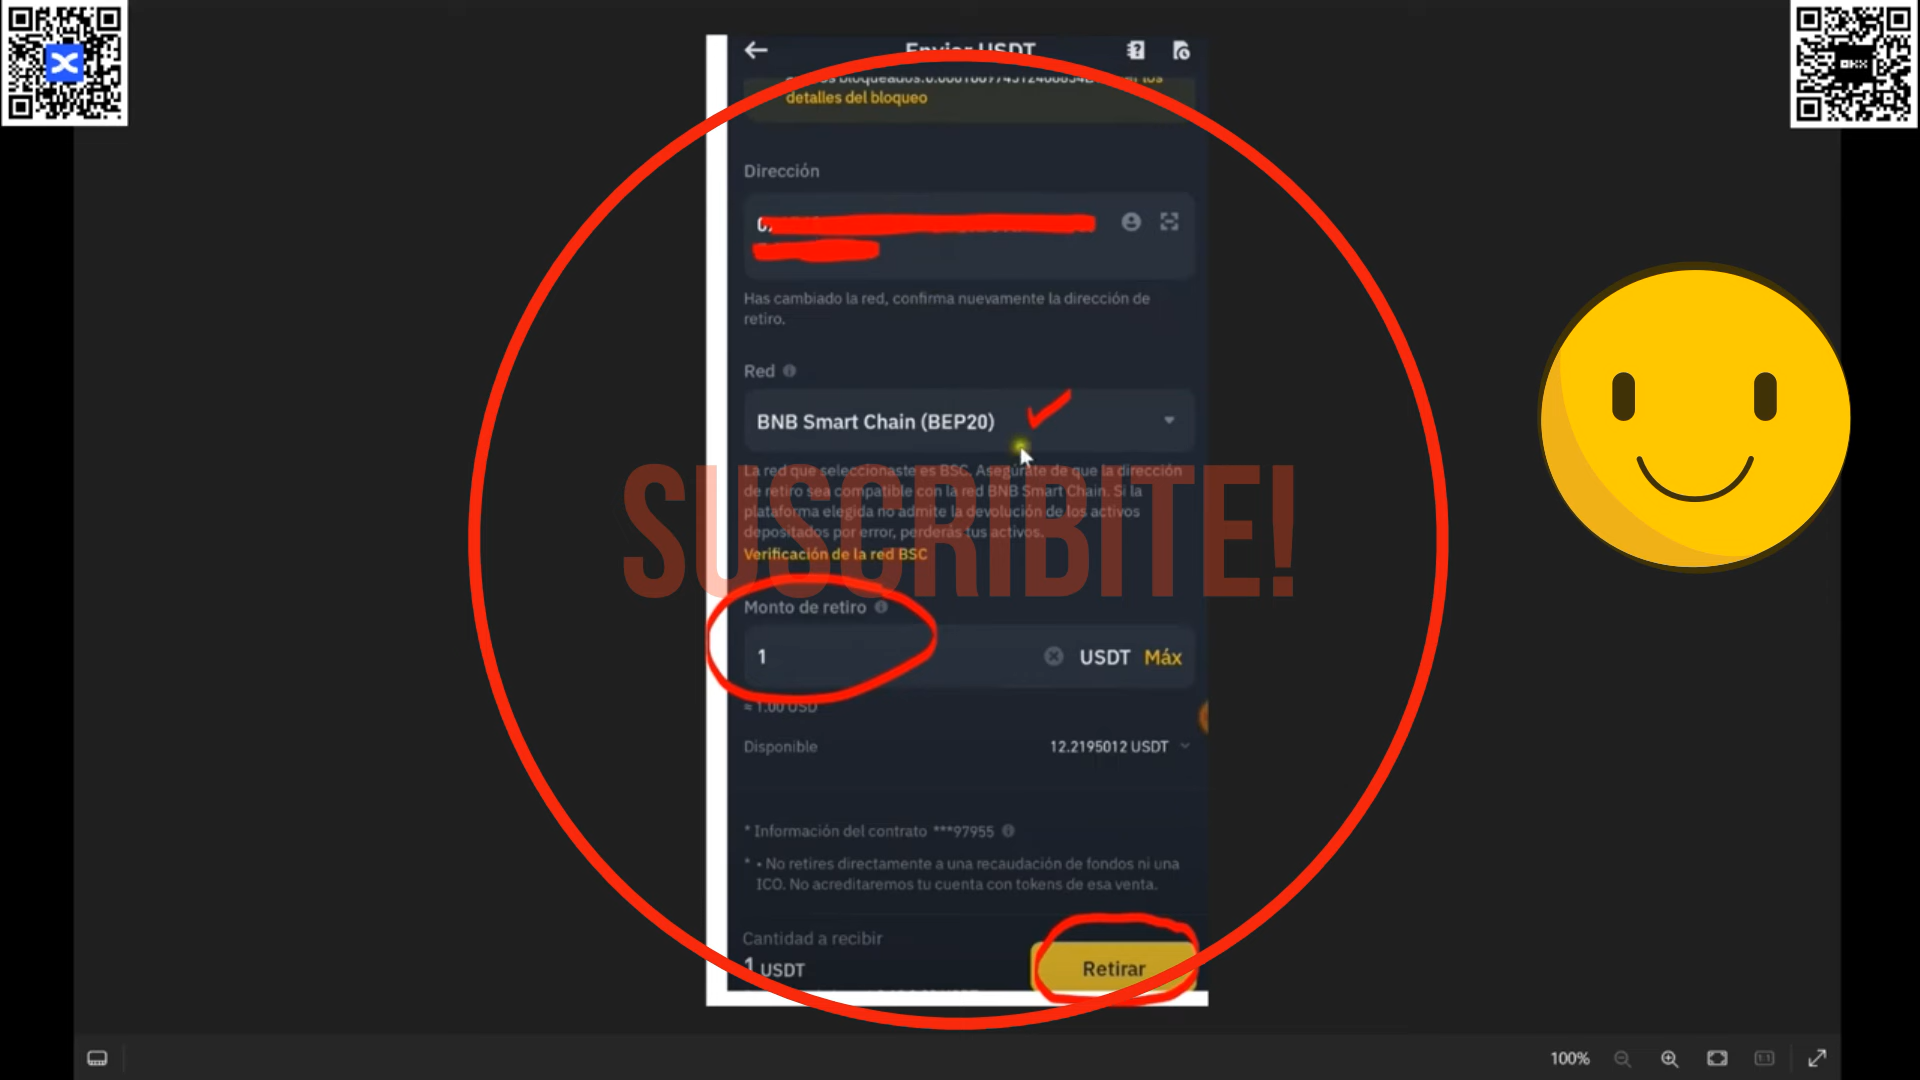 Enviar USDT
detalles del bloqueo
Dirección
Has cambiado la red, confirma nuevamente la dirección de
retiro.
Red
BNB Smart Chain (BEP20)
La red que seleccionaste es BSC. Asegúrate de que la dirección
de retiro sea compatible con la red BNB Smart Chain. Si la
plataforma elegida no admite la devolución de los activos
depositados por error, perderás tus activos.
Verificación de la red BSC
SUSCRIBITE!
Monto de retiro
1 USDT Máx
≈ 1.00 USD
Disponible 12.2195012 USDT
* Información del contrato ***97955
* • No retires directamente a una recaudación de fondos ni una
ICO. No acreditaremos tu cuenta con tokens de esa venta.
Cantidad a recibir
1 USDT
Retirar
100%